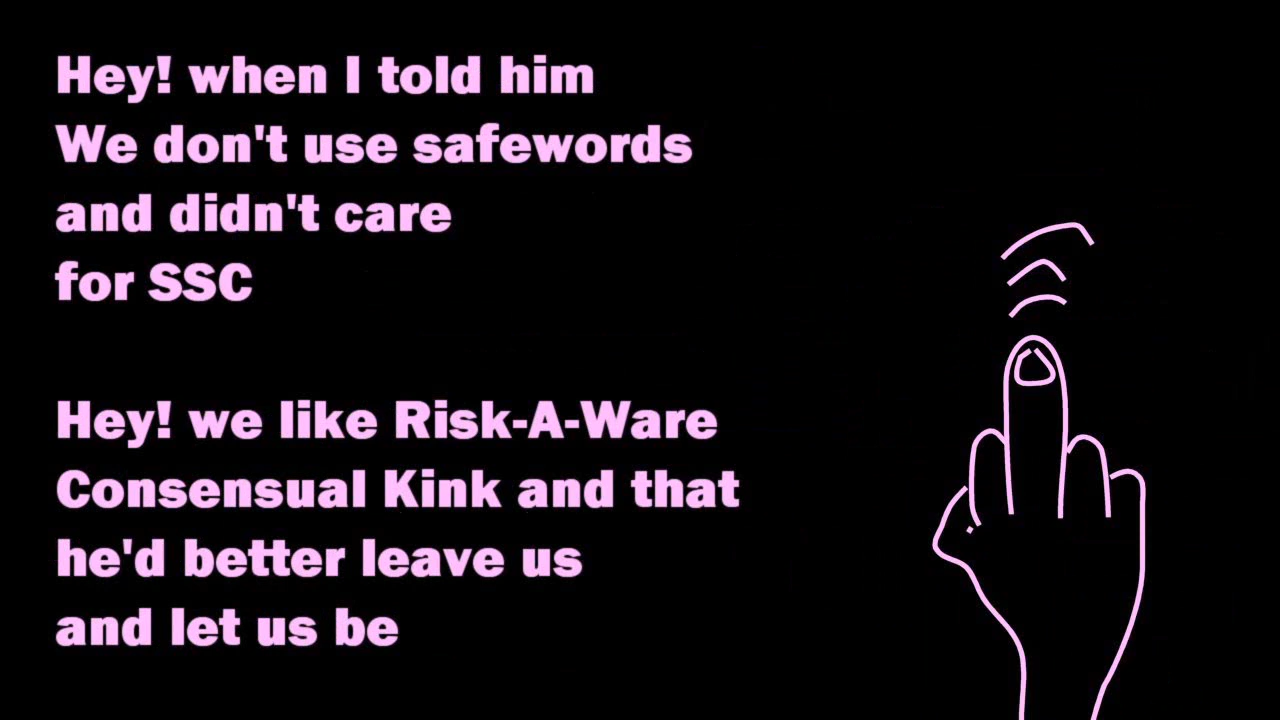 Hey! when I told him
We don't use safewords
and didn't care
for SSC
Hey! we like Risk-A-Ware
Consensual Kink and that
he'd better leave us
and let us be